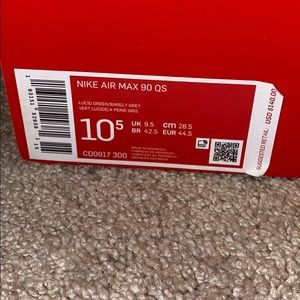 NIKE AIR MAX 90 QS
LUCID GREEN/BARELY GREY
VERT LUCIDE/A PEINE GRIS
10⁵
UK 9.5 cm 28.5
BR 42.5 EUR 44.5
CD0917 300
SUGGESTED RETAIL: USD $140.00